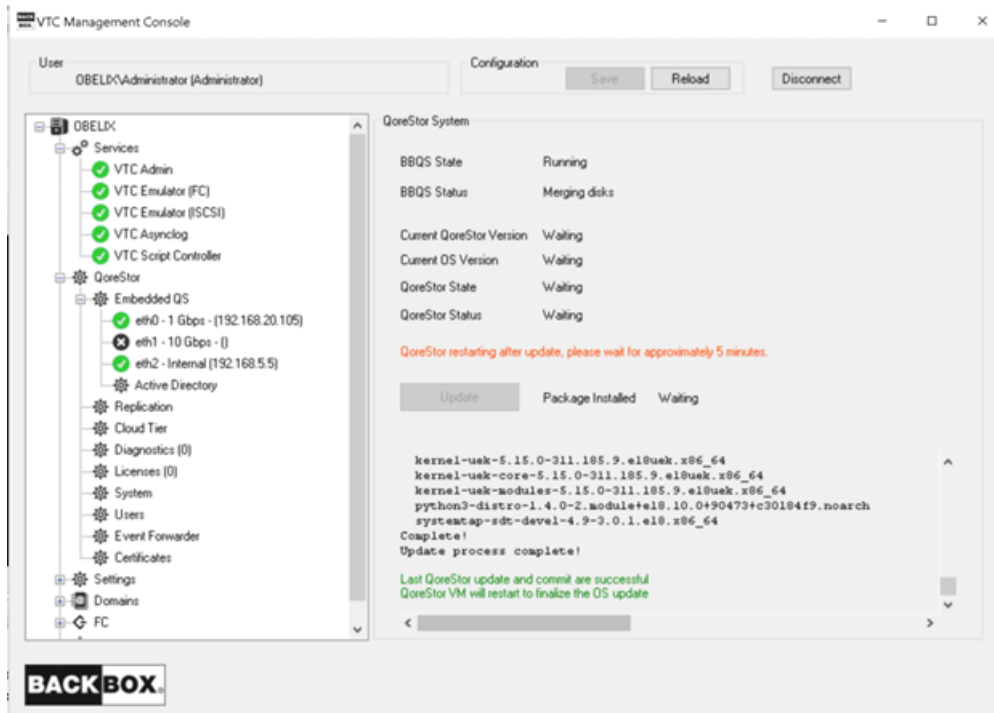 BACK BOX. VTC Management Console
User
OBELIX\Administrator (Administrator)
Configuration
Save
Reload
Disconnect
OBELIX
Services
VTC Admin
VTC Emulator (FC)
VTC Emulator (ISCSI)
VTC Asynclog
VTC Script Controller
QoreStor
Embedded QS
eth0 - 1 Gbps - (192.168.20.105)
eth1 - 10 Gbps - ()
eth2 - Internal (192.168.5.5)
Active Directory
Replication
Cloud Tier
Diagnostics (0)
Licenses (0)
System
Users
Event Forwarder
Certificates
Settings
Domains
FC
QoreStor System
BBQS State Running
BBQS Status Merging disks
Current QoreStor Version Waiting
Current OS Version Waiting
QoreStor State Waiting
QoreStor Status Waiting
QoreStor restarting after update, please wait for approximately 5 minutes.
Update Package Installed Waiting
kernel-uek-5.15.0-311.185.9.el8uek.x86_64
kernel-uek-core-5.15.0-311.185.9.el8uek.x86_64
kernel-uek-modules-5.15.0-311.185.9.el8uek.x86_64
python3-distro-1.4.0-2.module+el8.10.0+90473+c30184f9.noarch
systemtap-sdt-devel-4.9-3.0.1.el8.x86_64
Complete!
Update process complete!
Last QoreStor update and commit are successful
QoreStor VM will restart to finalize the OS update
BACKBOX.